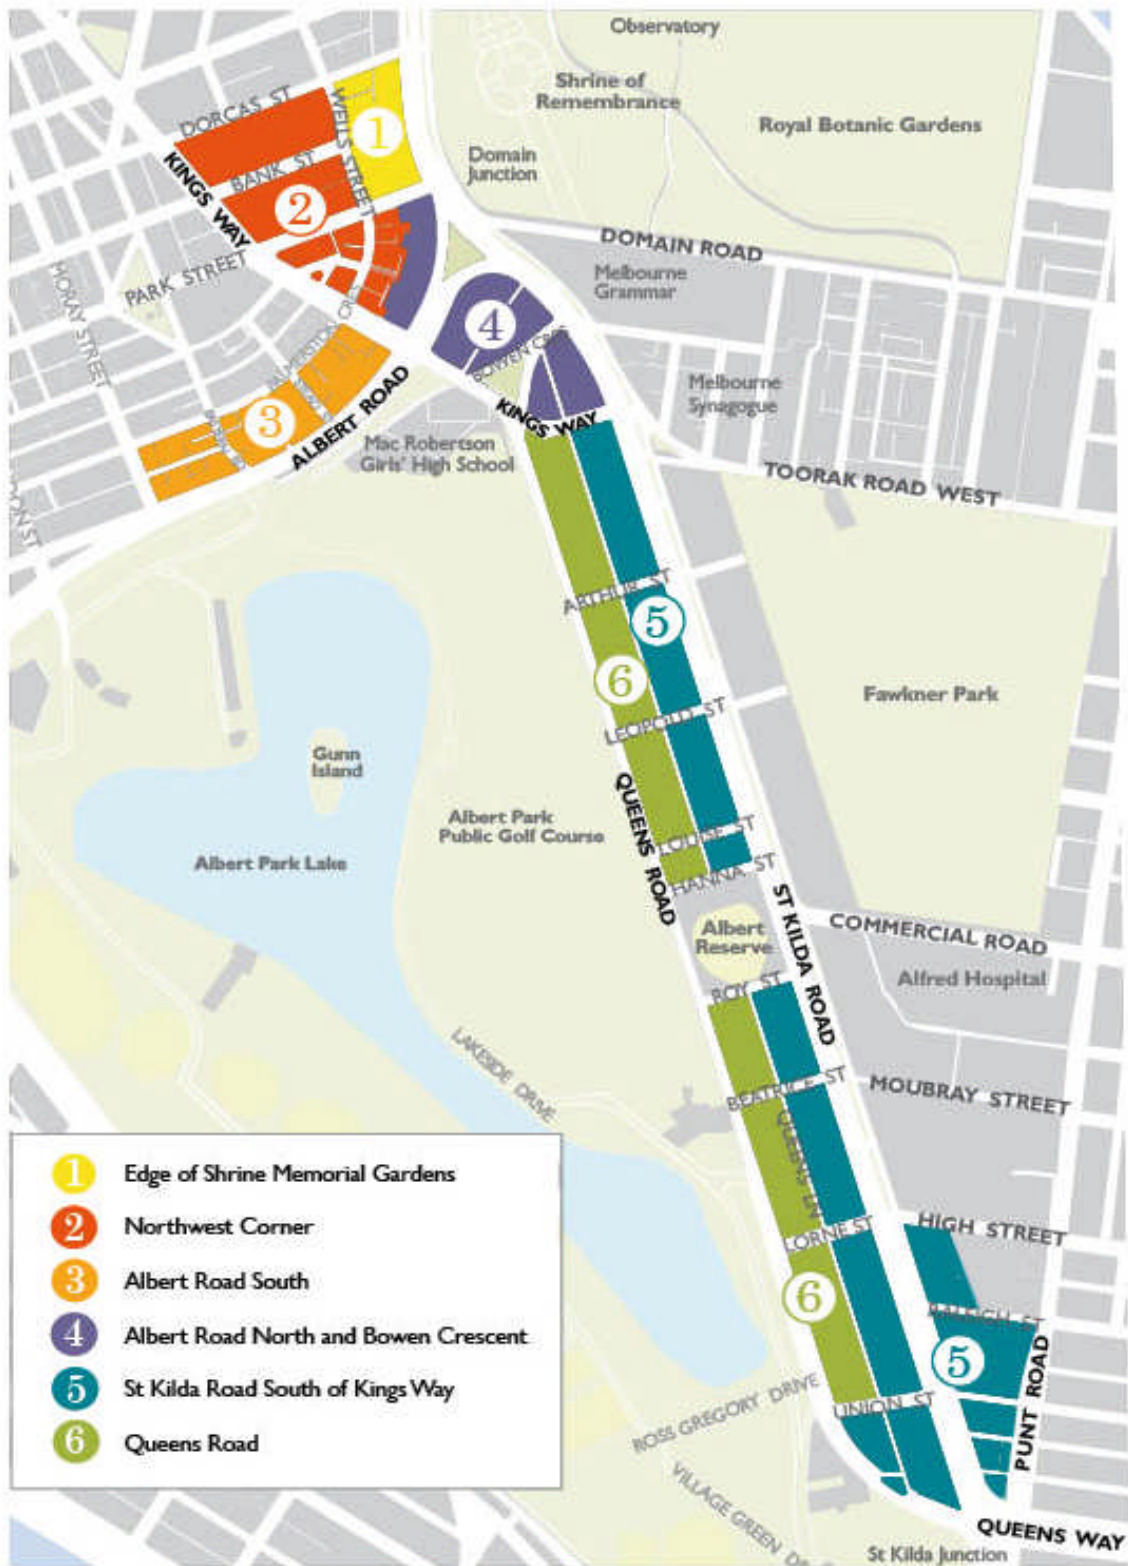 Observatory
Shrine of
Remembrance
Royal Botanic Gardens
DORCAS ST
WELLS STREET
1
Domain
Junction
KINGS WAY
BANK ST
2
DOMAIN ROAD
Melbourne
Grammar
PARK STREET
MORAY STREET
4
BOWEN CRES
KINGS WAY
Melbourne
Synagogue
3
ALBERT ROAD
Mac Robertson
Girls' High School
TOORAK ROAD WEST
ARTHUR ST
5
6
LEOPOLD ST
Fawkner Park
Gunn
Island
QUEENS ROAD
Albert Park
Public Golf Course
LOUISE ST
Albert Park Lake
HANNA ST
ST KILDA ROAD
Albert
Reserve
COMMERCIAL ROAD
Alfred Hospital
ROY ST
LAKESIDE DRIVE
BEATRICE ST
MOUBRAY STREET
QUEENS LN
LORNE ST
HIGH STREET
6
RALEIGH ST
5
PUNT ROAD
ROSS GREGORY DRIVE
UNION ST
VILLAGE GREEN
QUEENS WAY
St Kilda Junction
1 Edge of Shrine Memorial Gardens
2 Northwest Corner
3 Albert Road South
4 Albert Road North and Bowen Crescent
5 St Kilda Road South of Kings Way
6 Queens Road